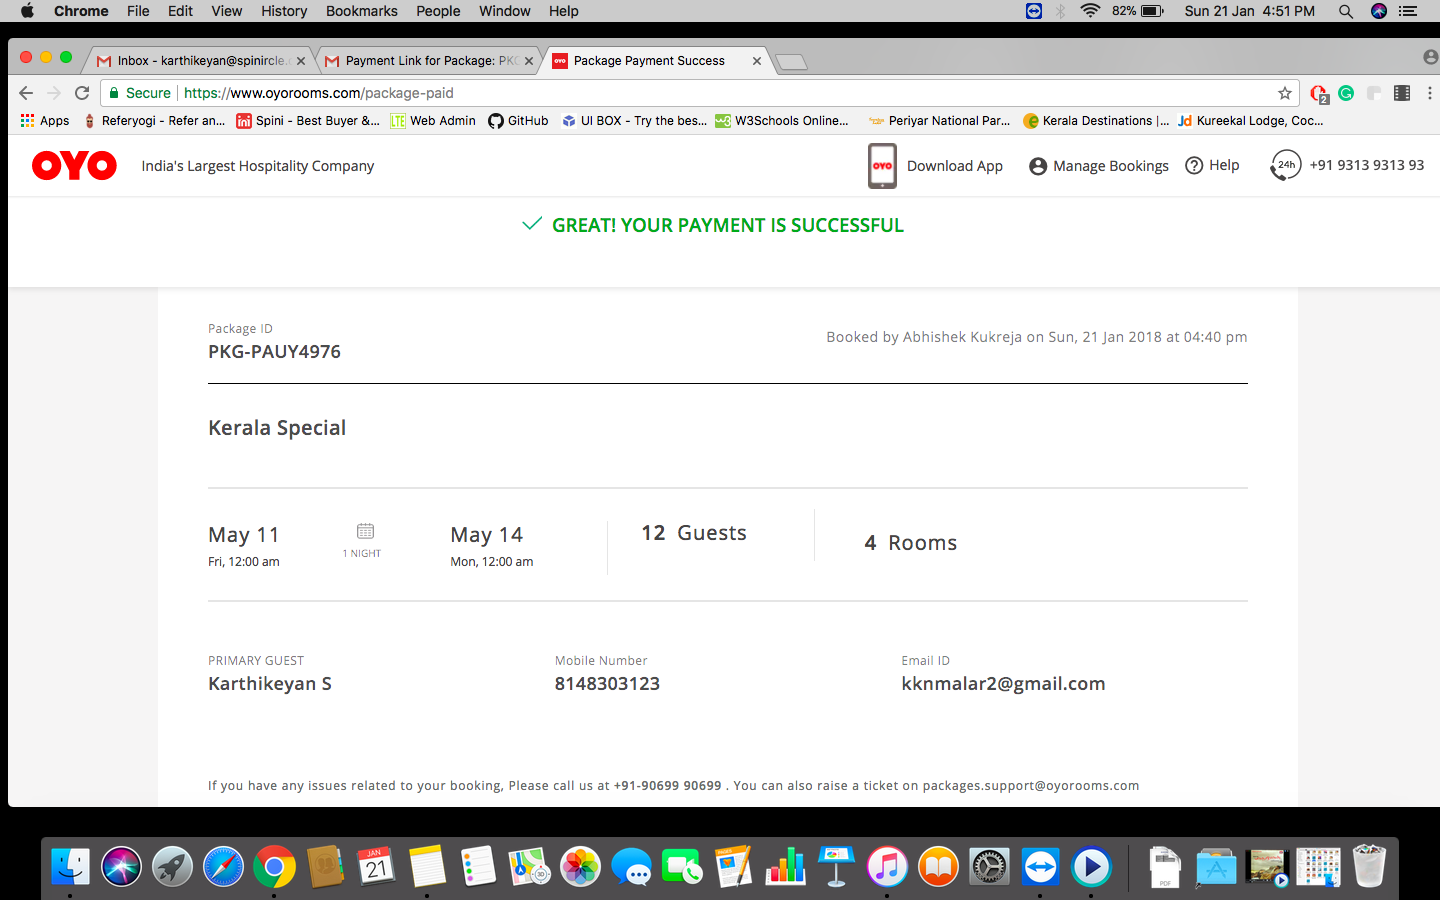 Chrome File Edit View History Bookmarks People Window Help 82% Sun 21 Jan 4:51 PM
Inbox - karthikeyan@spinircle. Payment Link for Package: PKG Package Payment Success
Secure https://www.oyorooms.com/package-paid
2
Apps Referyogi - Refer an... Spini - Best Buyer &... Web Admin GitHub UI BOX - Try the bes... W3Schools Online... Periyar National Par... Kerala Destinations |... Kureekal Lodge, Coc...
OYO India's Largest Hospitality Company OYO Download App Manage Bookings Help 24h +91 9313 9313 93
GREAT! YOUR PAYMENT IS SUCCESSFUL
Package ID
PKG-PAUY4976
Booked by Abhishek Kukreja on Sun, 21 Jan 2018 at 04:40 pm
Kerala Special
May 11 May 14 12 Guests 4 Rooms
1 NIGHT
Fri, 12:00 am Mon, 12:00 am
PRIMARY GUEST Mobile Number Email ID
Karthikeyan S 8148303123 kknmalar2@gmail.com
If you have any issues related to your booking, Please call us at +91-90699 90699 . You can also raise a ticket on packages.support@oyorooms.com
JAN
21
PDF